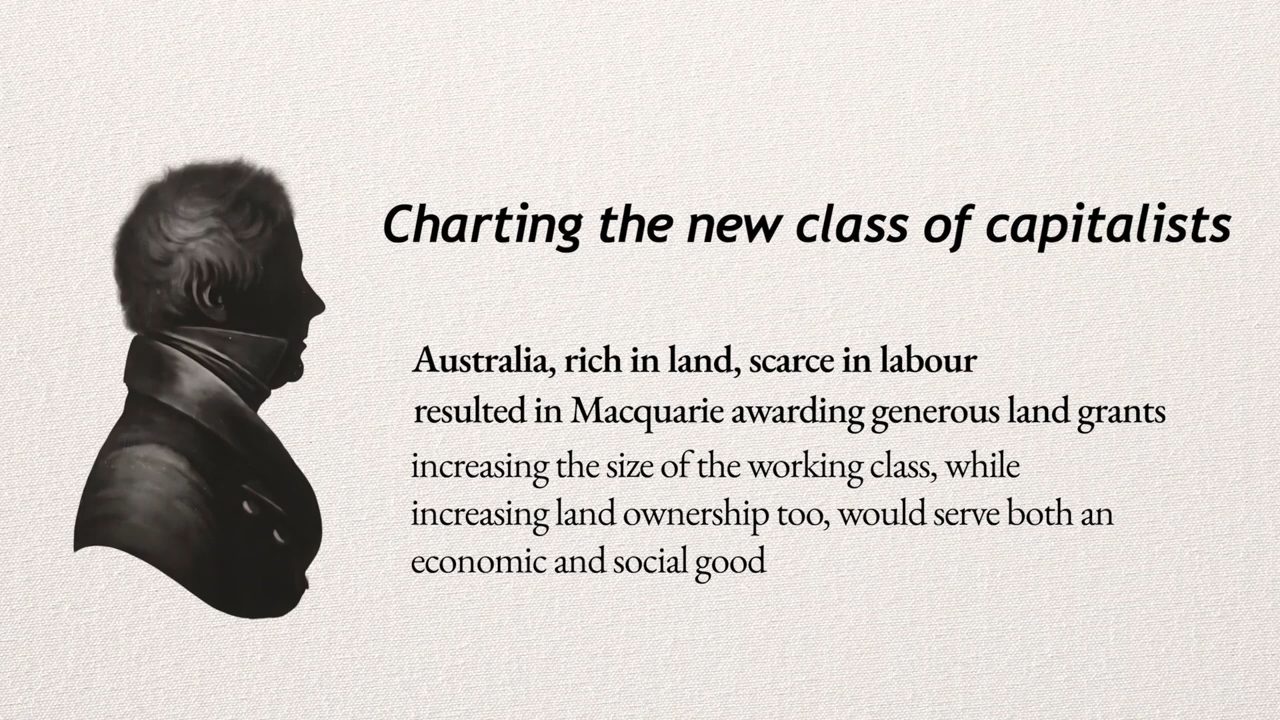 Charting the new class of capitalists
Australia, rich in land, scarce in labour
resulted in Macquarie awarding generous land grants
increasing the size of the working class, while
increasing land ownership too, would serve both an
economic and social good